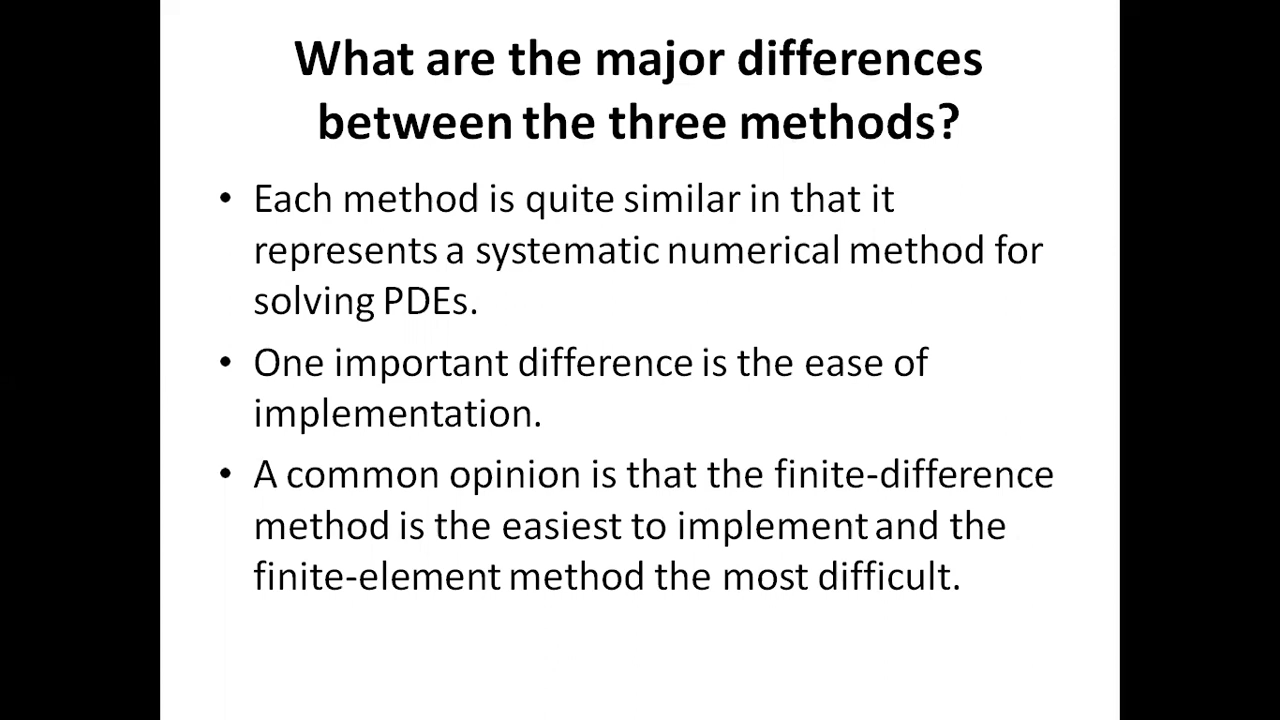 What are the major differences
between the three methods?
• Each method is quite similar in that it
represents a systematic numerical method for
solving PDEs.
• One important difference is the ease of
implementation.
• A common opinion is that the finite-difference
method is the easiest to implement and the
finite-element method the most difficult.